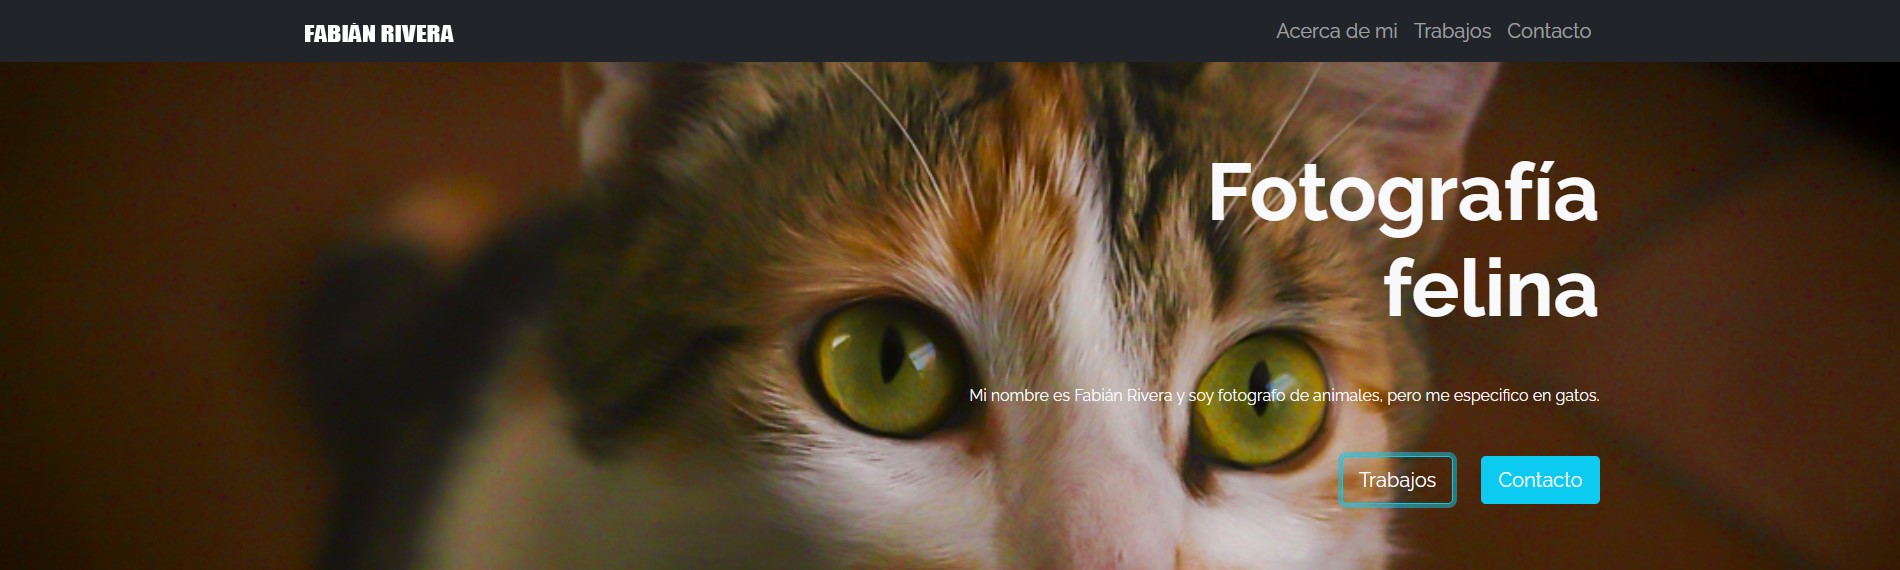 FABIÁN RIVERA
Acerca de mi Trabajos Contacto
Fotografía
felina
Mi nombre es Fabián Rivera y soy fotografo de animales, pero me especifico en gatos.
Trabajos Contacto